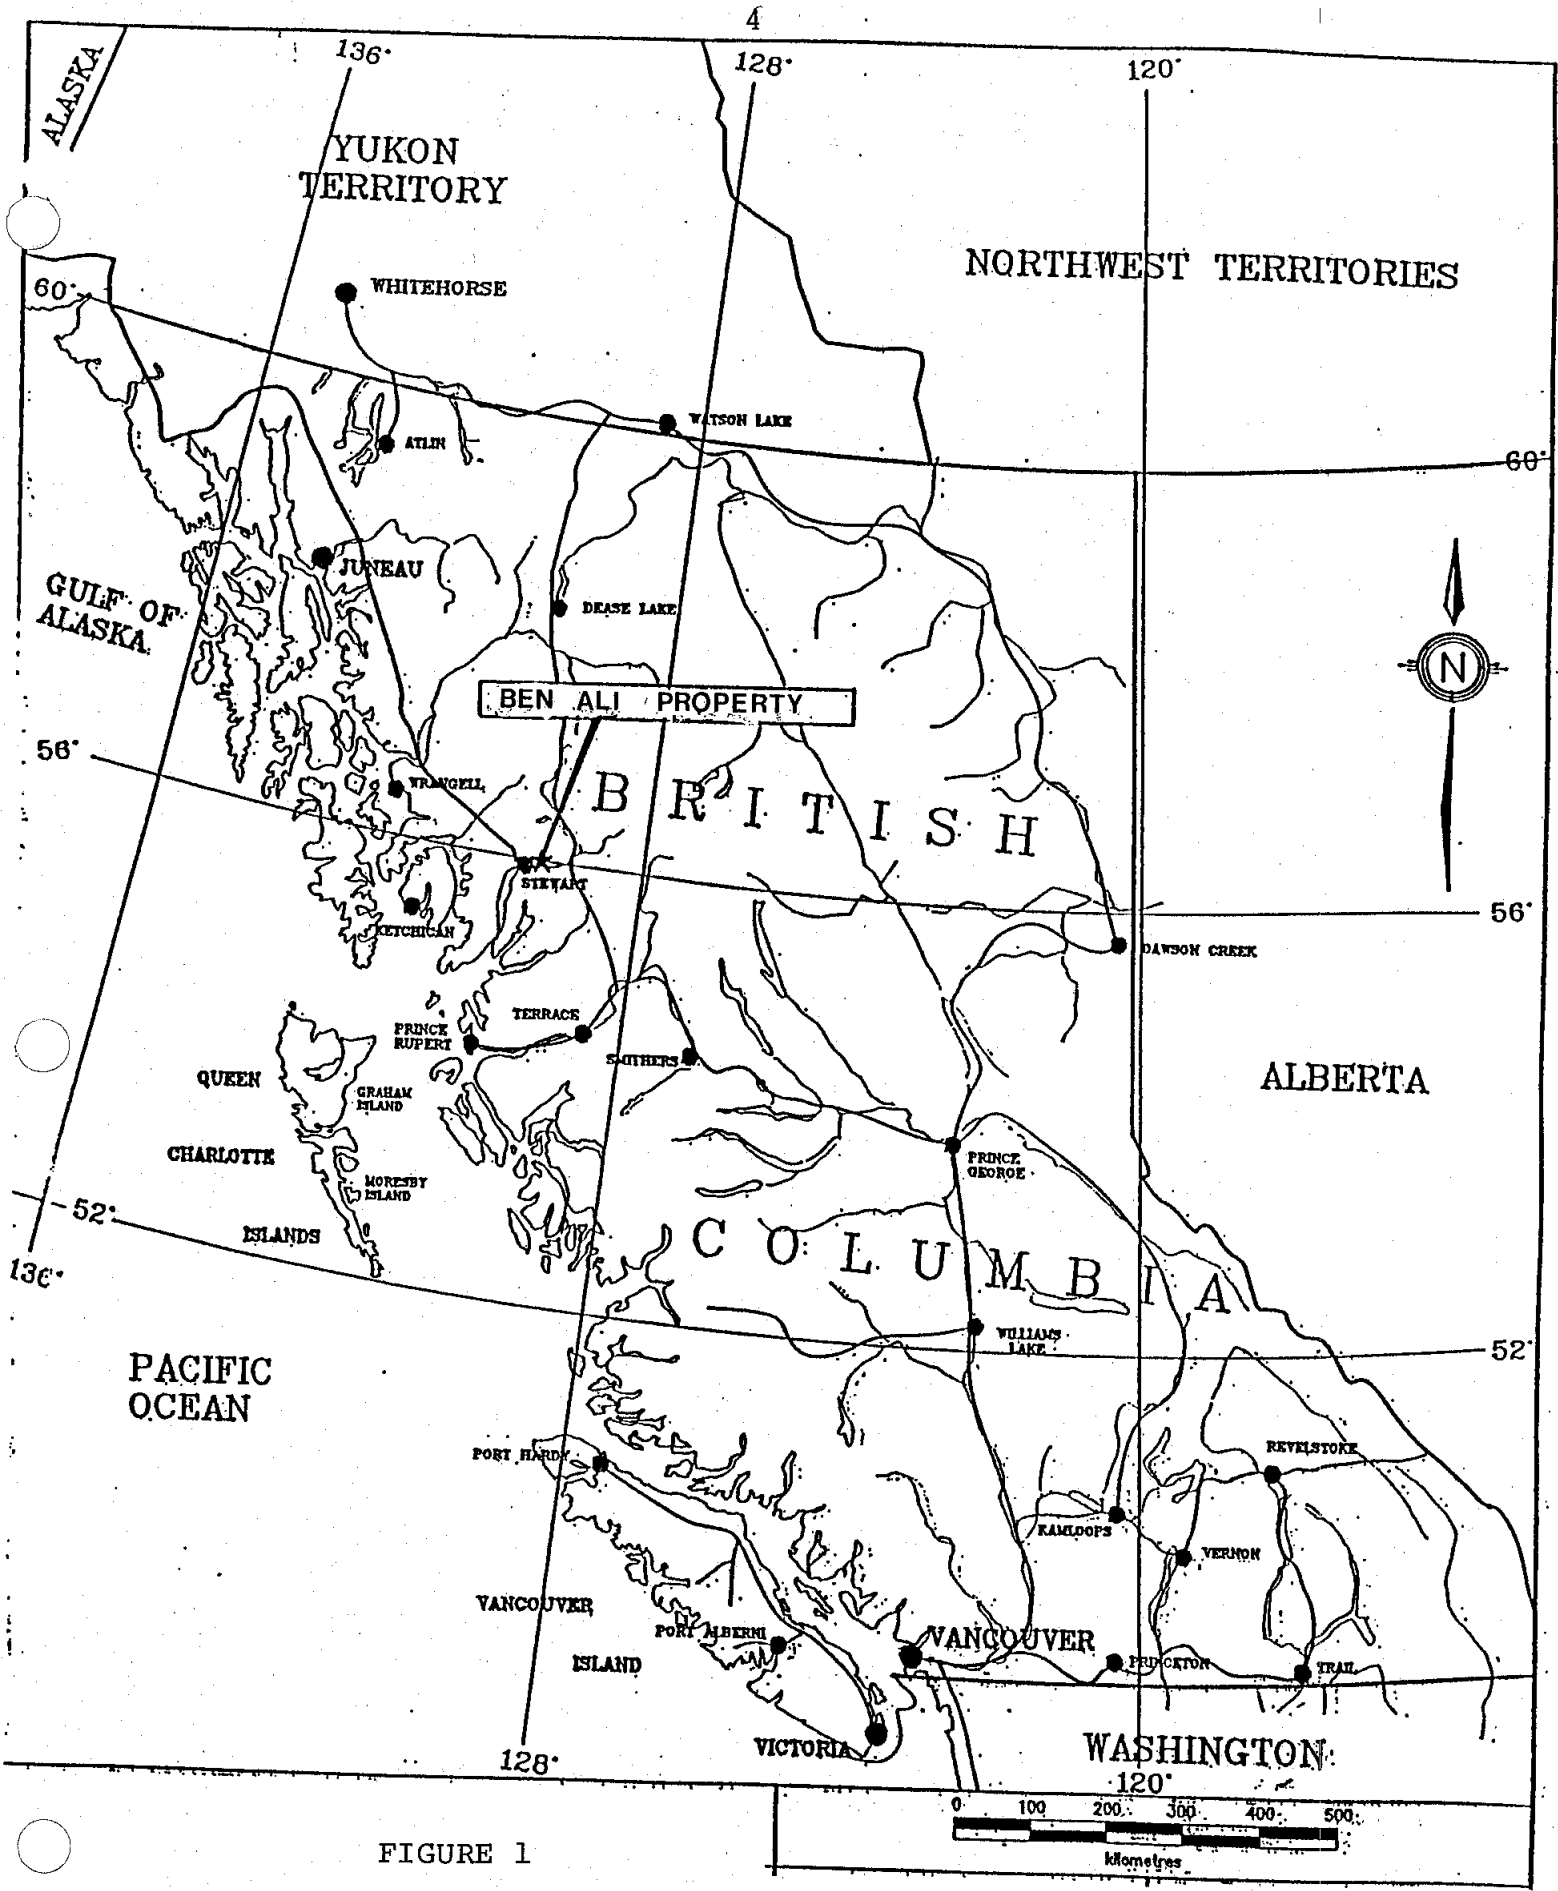 4
136°
128°
120°
ALASKA
YUKON
TERRITORY
NORTHWEST TERRITORIES
60°
WHITEHORSE
WATSON LAKE
ATLIN
60°
JUNEAU
GULF OF
ALASKA
DEASE LAKE
N
BEN ALI PROPERTY
56°
WRANGELL
BRITISH
STEWART
KETCHICAN
56°
DAWSON CREEK
TERRACE
PRINCE
RUPERT
SMITHERS
QUEEN
GRAHAM
ISLAND
ALBERTA
CHARLOTTE
PRINCE
GEORGE
MORESBY
ISLAND
52°
ISLANDS
COLUMBIA
136°
WILLIAMS
LAKE
52°
PACIFIC
OCEAN
PORT HARDY
REVELSTOKE
KAMLOOPS
VERNON
VANCOUVER
PORT ALBERNI
VANCOUVER
ISLAND
PRINCETON
TRAIL
VICTORIA
WASHINGTON
128°
120°
0 100 200 300 400 500
kilometres
FIGURE 1